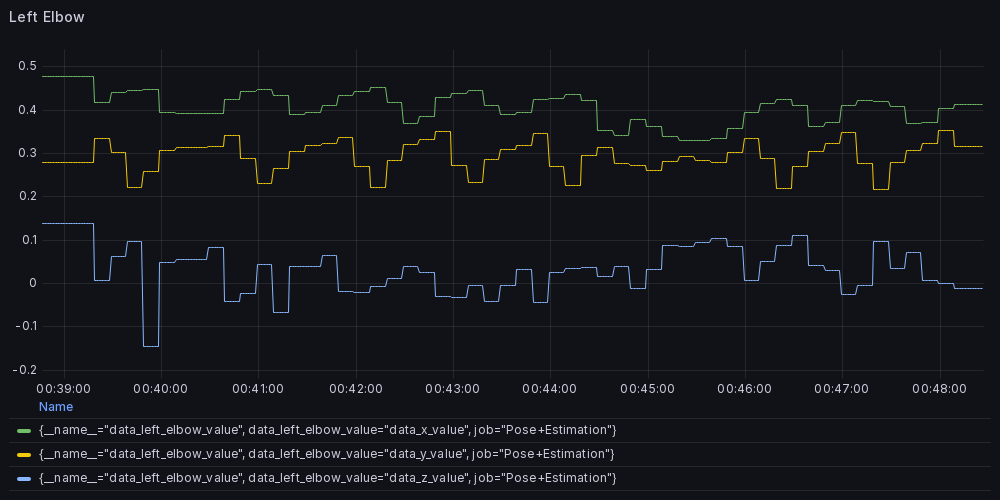 Left Elbow
0.5
0.4
0.3
0.2
0.1
0
-0.1
-0.2
00:39:00 00:40:00 00:41:00 00:42:00 00:43:00 00:44:00 00:45:00 00:46:00 00:47:00 00:48:00
Name
{__name__="data_left_elbow_value", data_left_elbow_value="data_x_value", job="Pose+Estimation"}
{__name__="data_left_elbow_value", data_left_elbow_value="data_y_value", job="Pose+Estimation"}
{__name__="data_left_elbow_value", data_left_elbow_value="data_z_value", job="Pose+Estimation"}